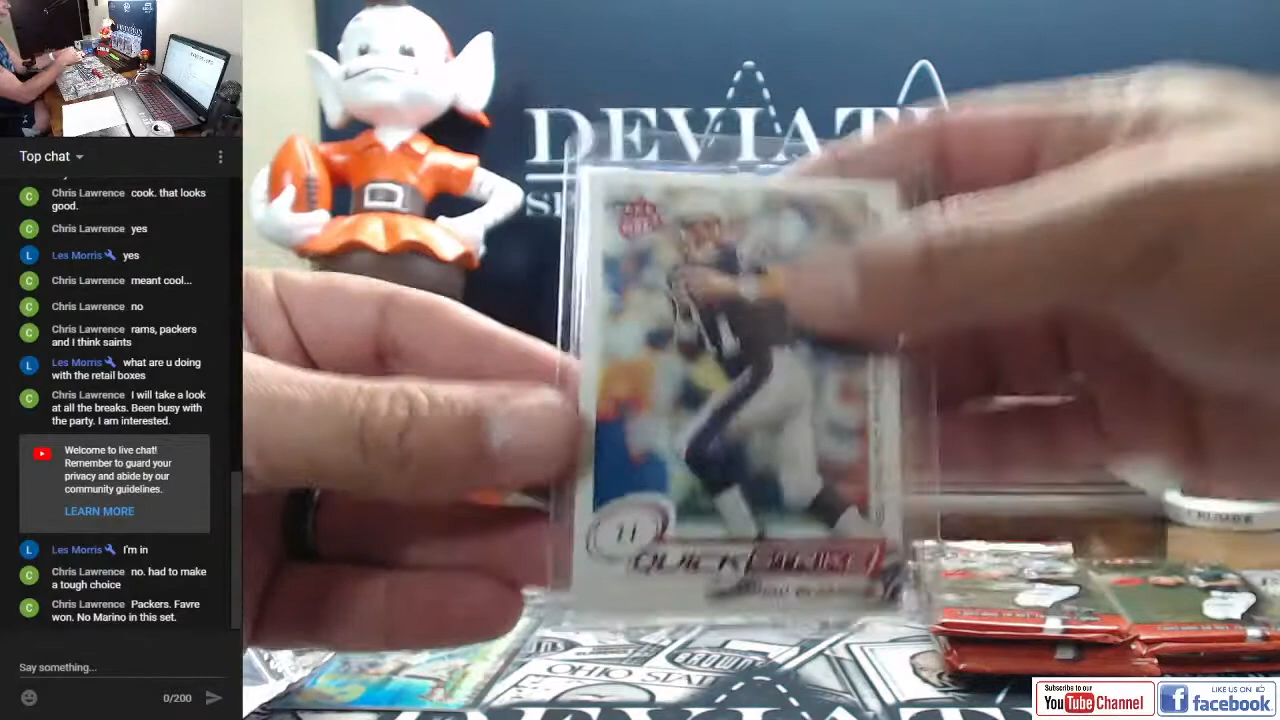 Top chat
Chris Lawrence cook. that looks
good.
Chris Lawrence yes
Les Morris yes
Chris Lawrence meant cool...
Chris Lawrence no
Chris Lawrence rams, packers
and I think saints
Les Morris what are u doing
with the retail boxes
Chris Lawrence I will take a look
at all the breaks. Been busy with
the party. I am interested.
Welcome to live chat!
Remember to guard your
privacy and abide by our
community guidelines.
LEARN MORE
Les Morris I'm in
Chris Lawrence no. had to make
a tough choice
Chris Lawrence Packers. Favre
won. No Marino in this set.
Say something...
0/200
DEVIAT
11
OHIO STATE
BROWNS
Subscribe to our
YouTube Channel
LIKE US ON
facebook